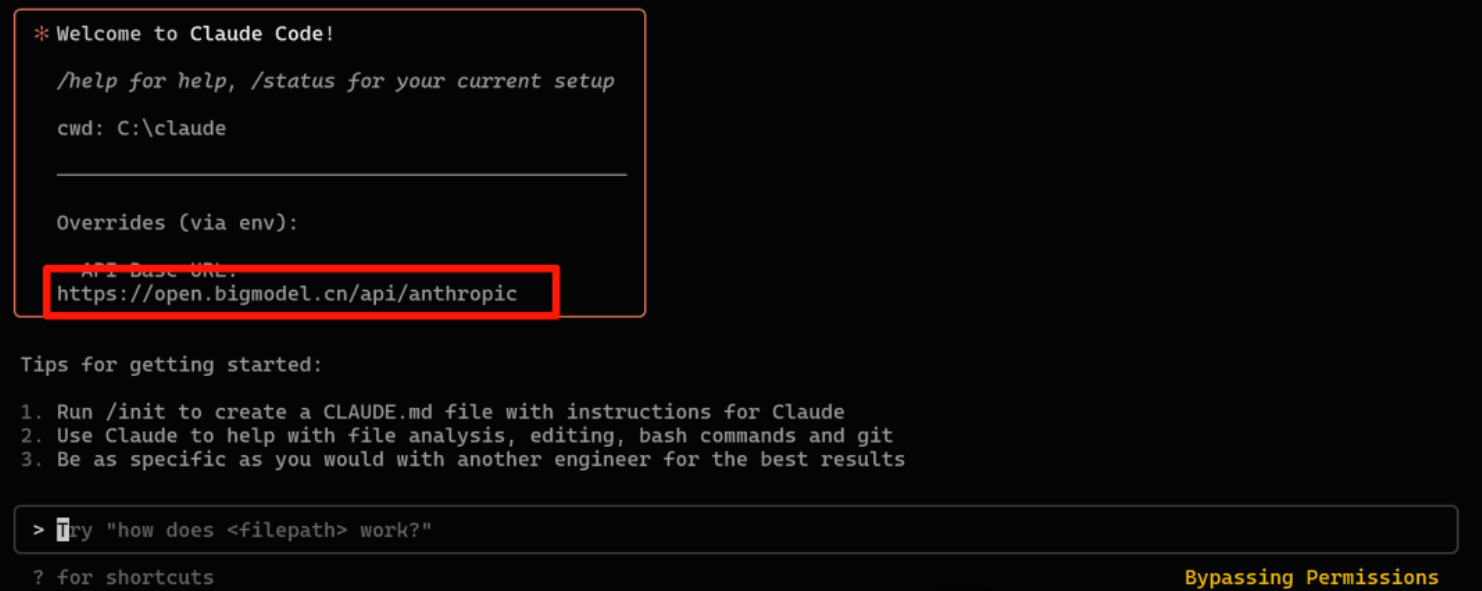 * Welcome to Claude Code!
/help for help, /status for your current setup
cwd: C:\claude
Overrides (via env):
API Base URL:
https://open.bigmodel.cn/api/anthropic
Tips for getting started:
1. Run /init to create a CLAUDE.md file with instructions for Claude
2. Use Claude to help with file analysis, editing, bash commands and git
3. Be as specific as you would with another engineer for the best results
> Try "how does <filepath> work?"
? for shortcuts
Bypassing Permissions